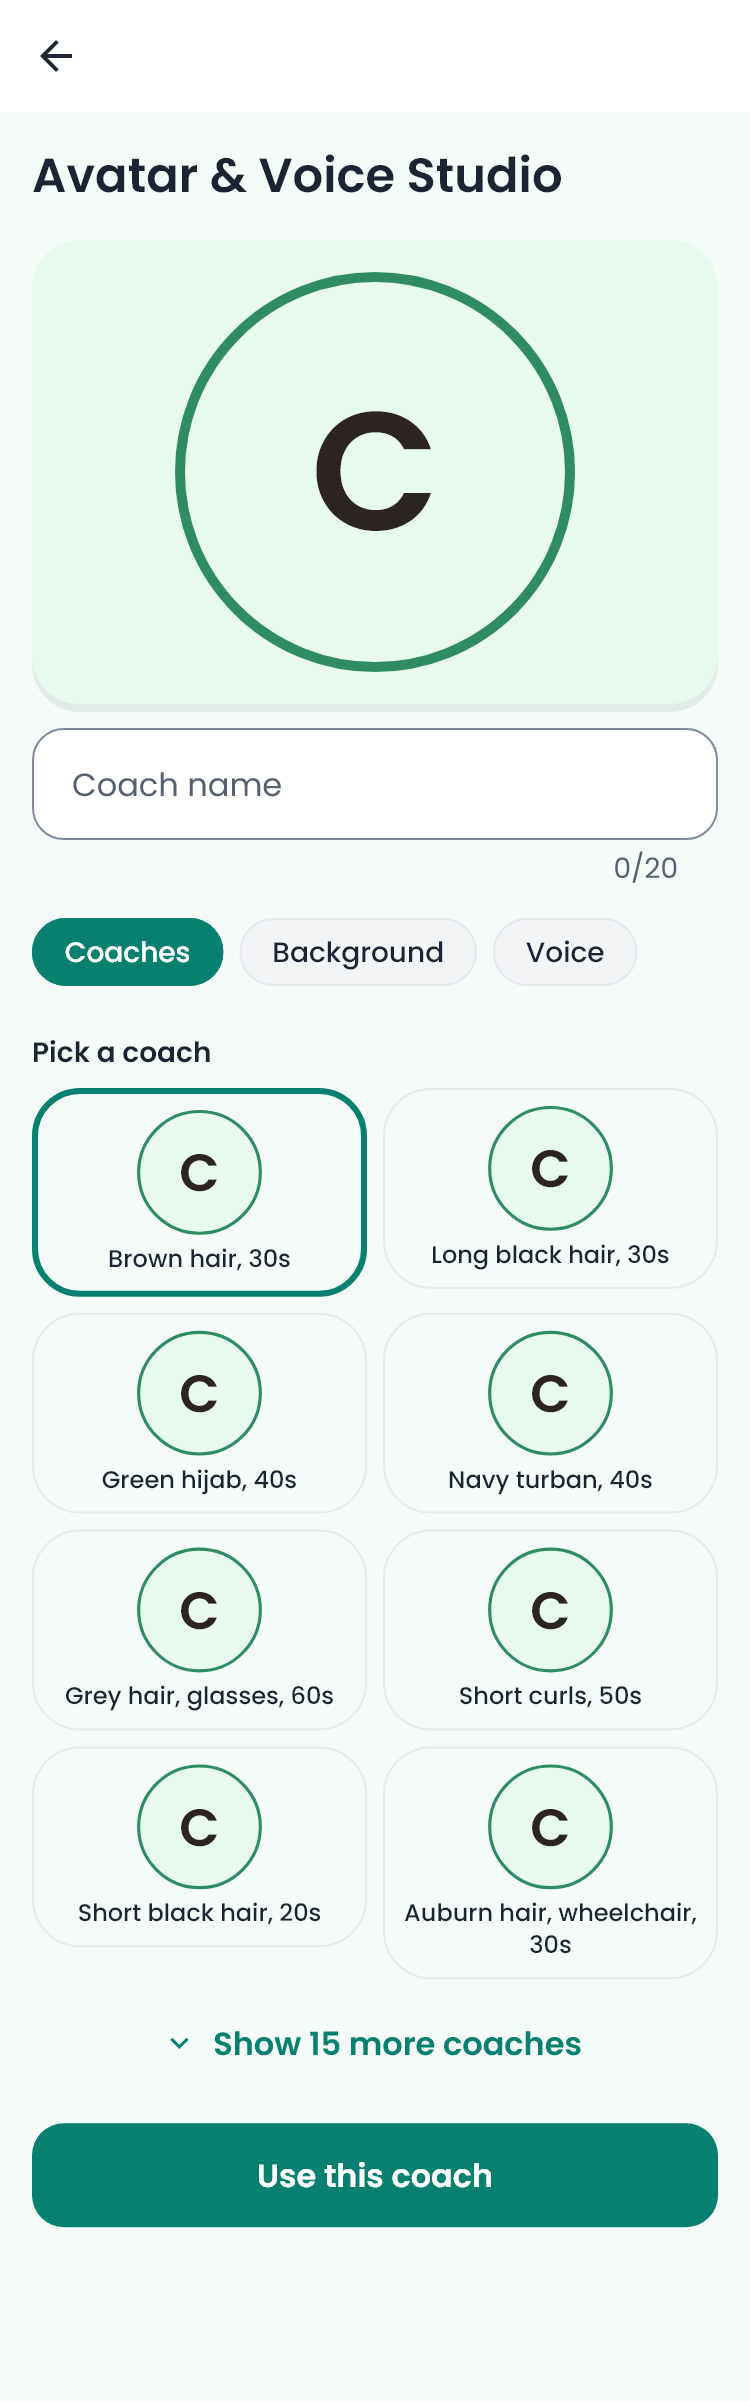 Avatar & Voice Studio
C
Coach name
0/20
Coaches
Background
Voice
Pick a coach
C
Brown hair, 30s
C
Long black hair, 30s
C
Green hijab, 40s
C
Navy turban, 40s
C
Grey hair, glasses, 60s
C
Short curls, 50s
C
Short black hair, 20s
C
Auburn hair, wheelchair,
30s
Show 15 more coaches
Use this coach